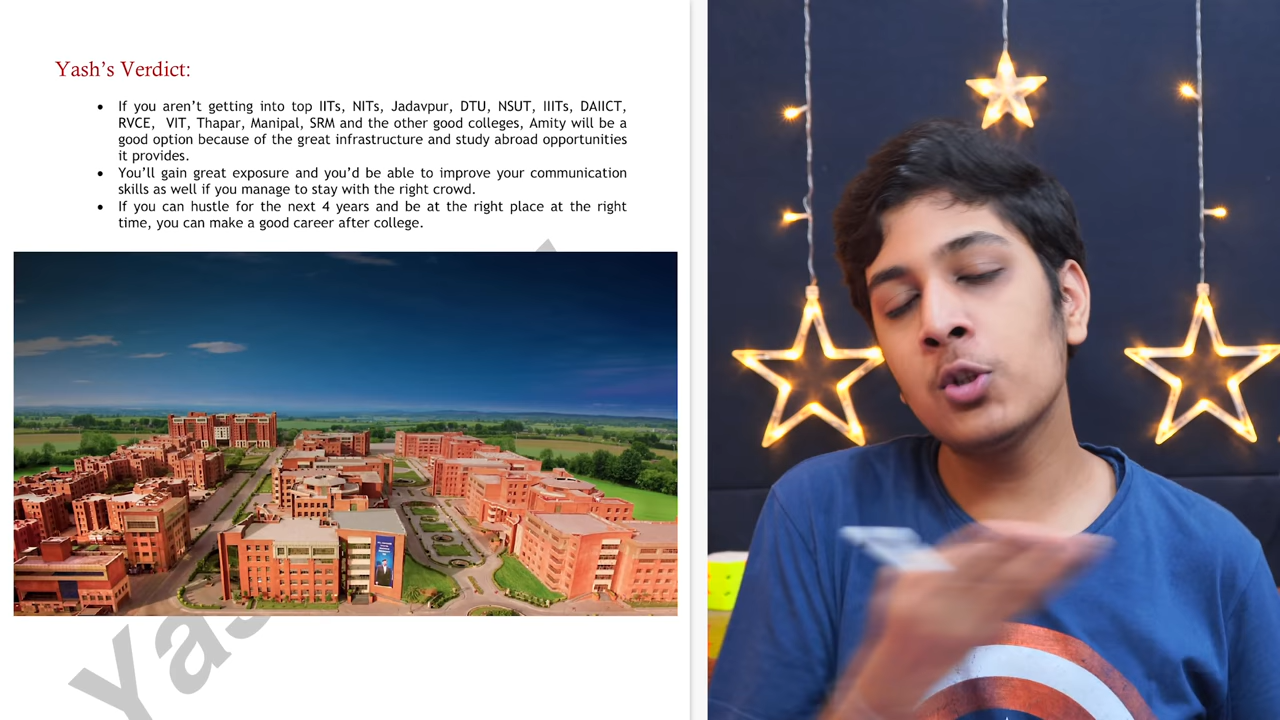 Yash's Verdict:
• If you aren't getting into top IITs, NITs, Jadavpur, DTU, NSUT, IIITs, DAIICT,
RVCE, VIT, Thapar, Manipal, SRM and the other good colleges, Amity will be a
good option because of the great infrastructure and study abroad opportunities
it provides.
• You'll gain great exposure and you'd be able to improve your communication
skills as well if you manage to stay with the right crowd.
• If you can hustle for the next 4 years and be at the right place at the right
time, you can make a good career after college.